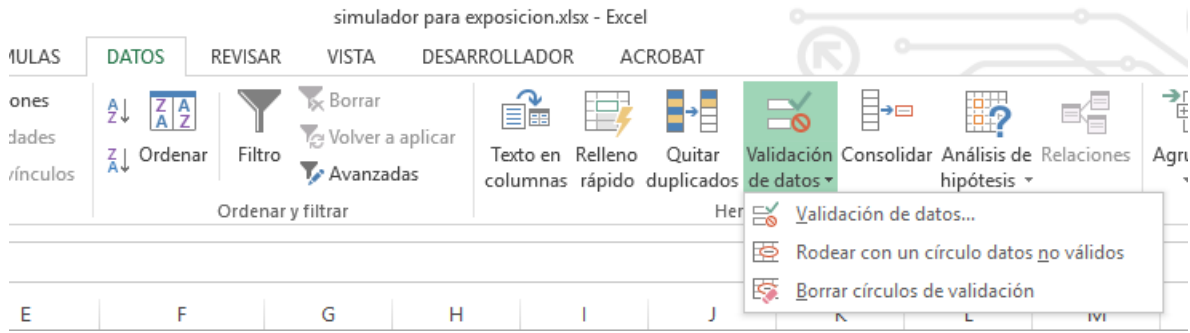 simulador para exposicion.xlsx - Excel
MULAS DATOS REVISAR VISTA DESARROLLADOR ACROBAT
ones
dades
vínculos
Ordenar
Filtro
Borrar
Volver a aplicar
Avanzadas
Texto en
columnas
Relleno
rápido
Quitar
duplicados
Validación
de datos
Consolidar
Análisis de
hipótesis
Relaciones
Agru
Ordenar y filtrar
Her
Validación de datos...
Rodear con un círculo datos no válidos
Borrar círculos de validación
E F G H I J K L M